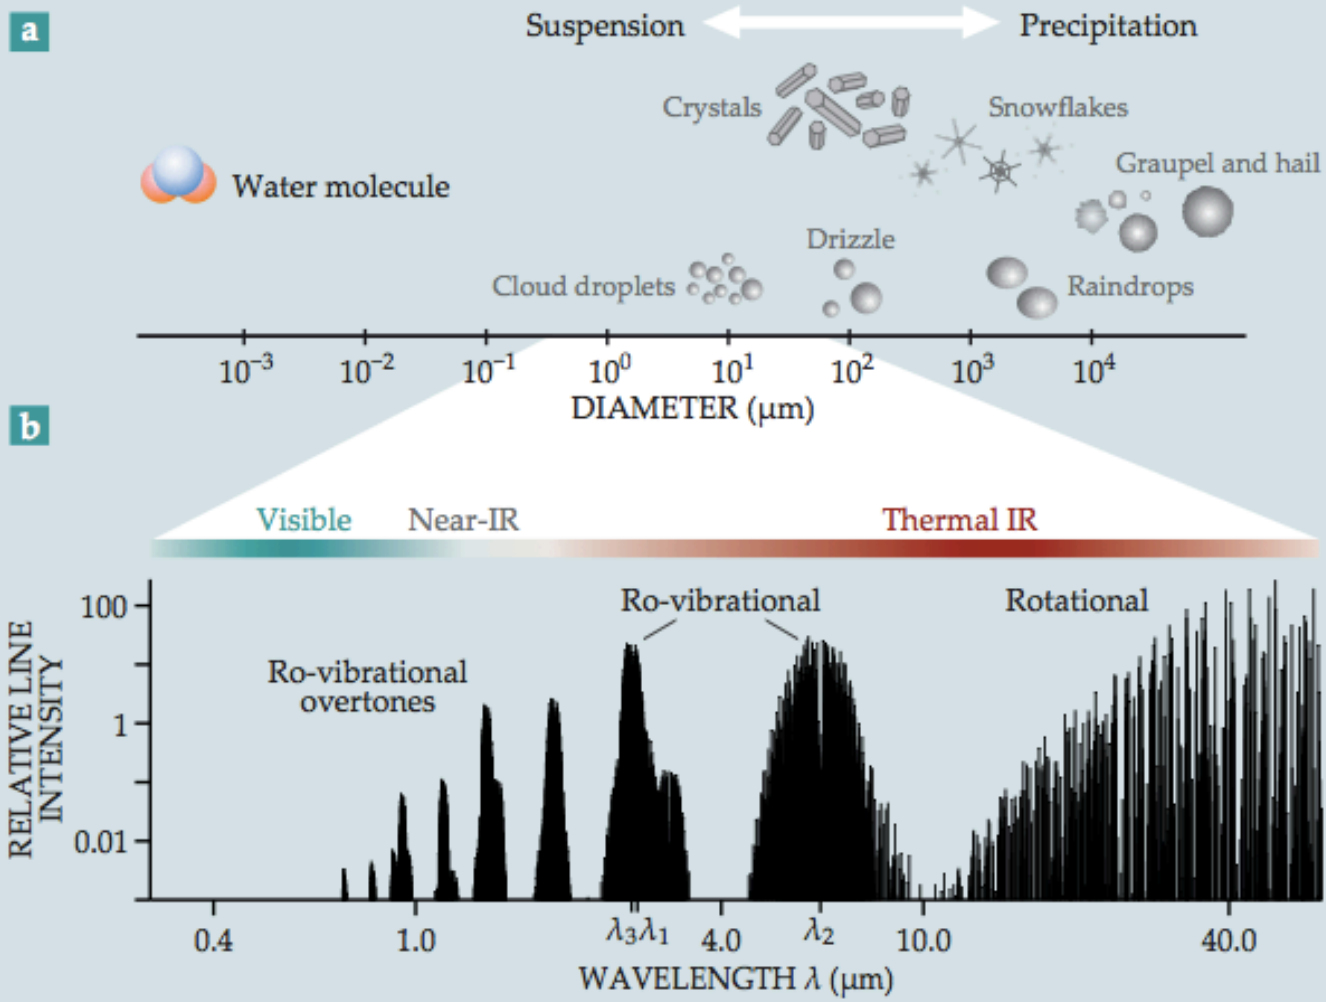 a
Suspension Precipitation
Crystals Snowflakes
Graupel and hail
Water molecule
Drizzle
Cloud droplets Raindrops
10⁻³ 10⁻² 10⁻¹ 10⁰ 10¹ 10² 10³ 10⁴
DIAMETER (µm)
b
Visible Near-IR Thermal IR
Ro-vibrational Rotational
Ro-vibrational
overtones
RELATIVE LINE
INTENSITY
100
1
0.01
0.4 1.0 λ₃ λ₁ 4.0 λ₂ 10.0 40.0
WAVELENGTH λ (µm)